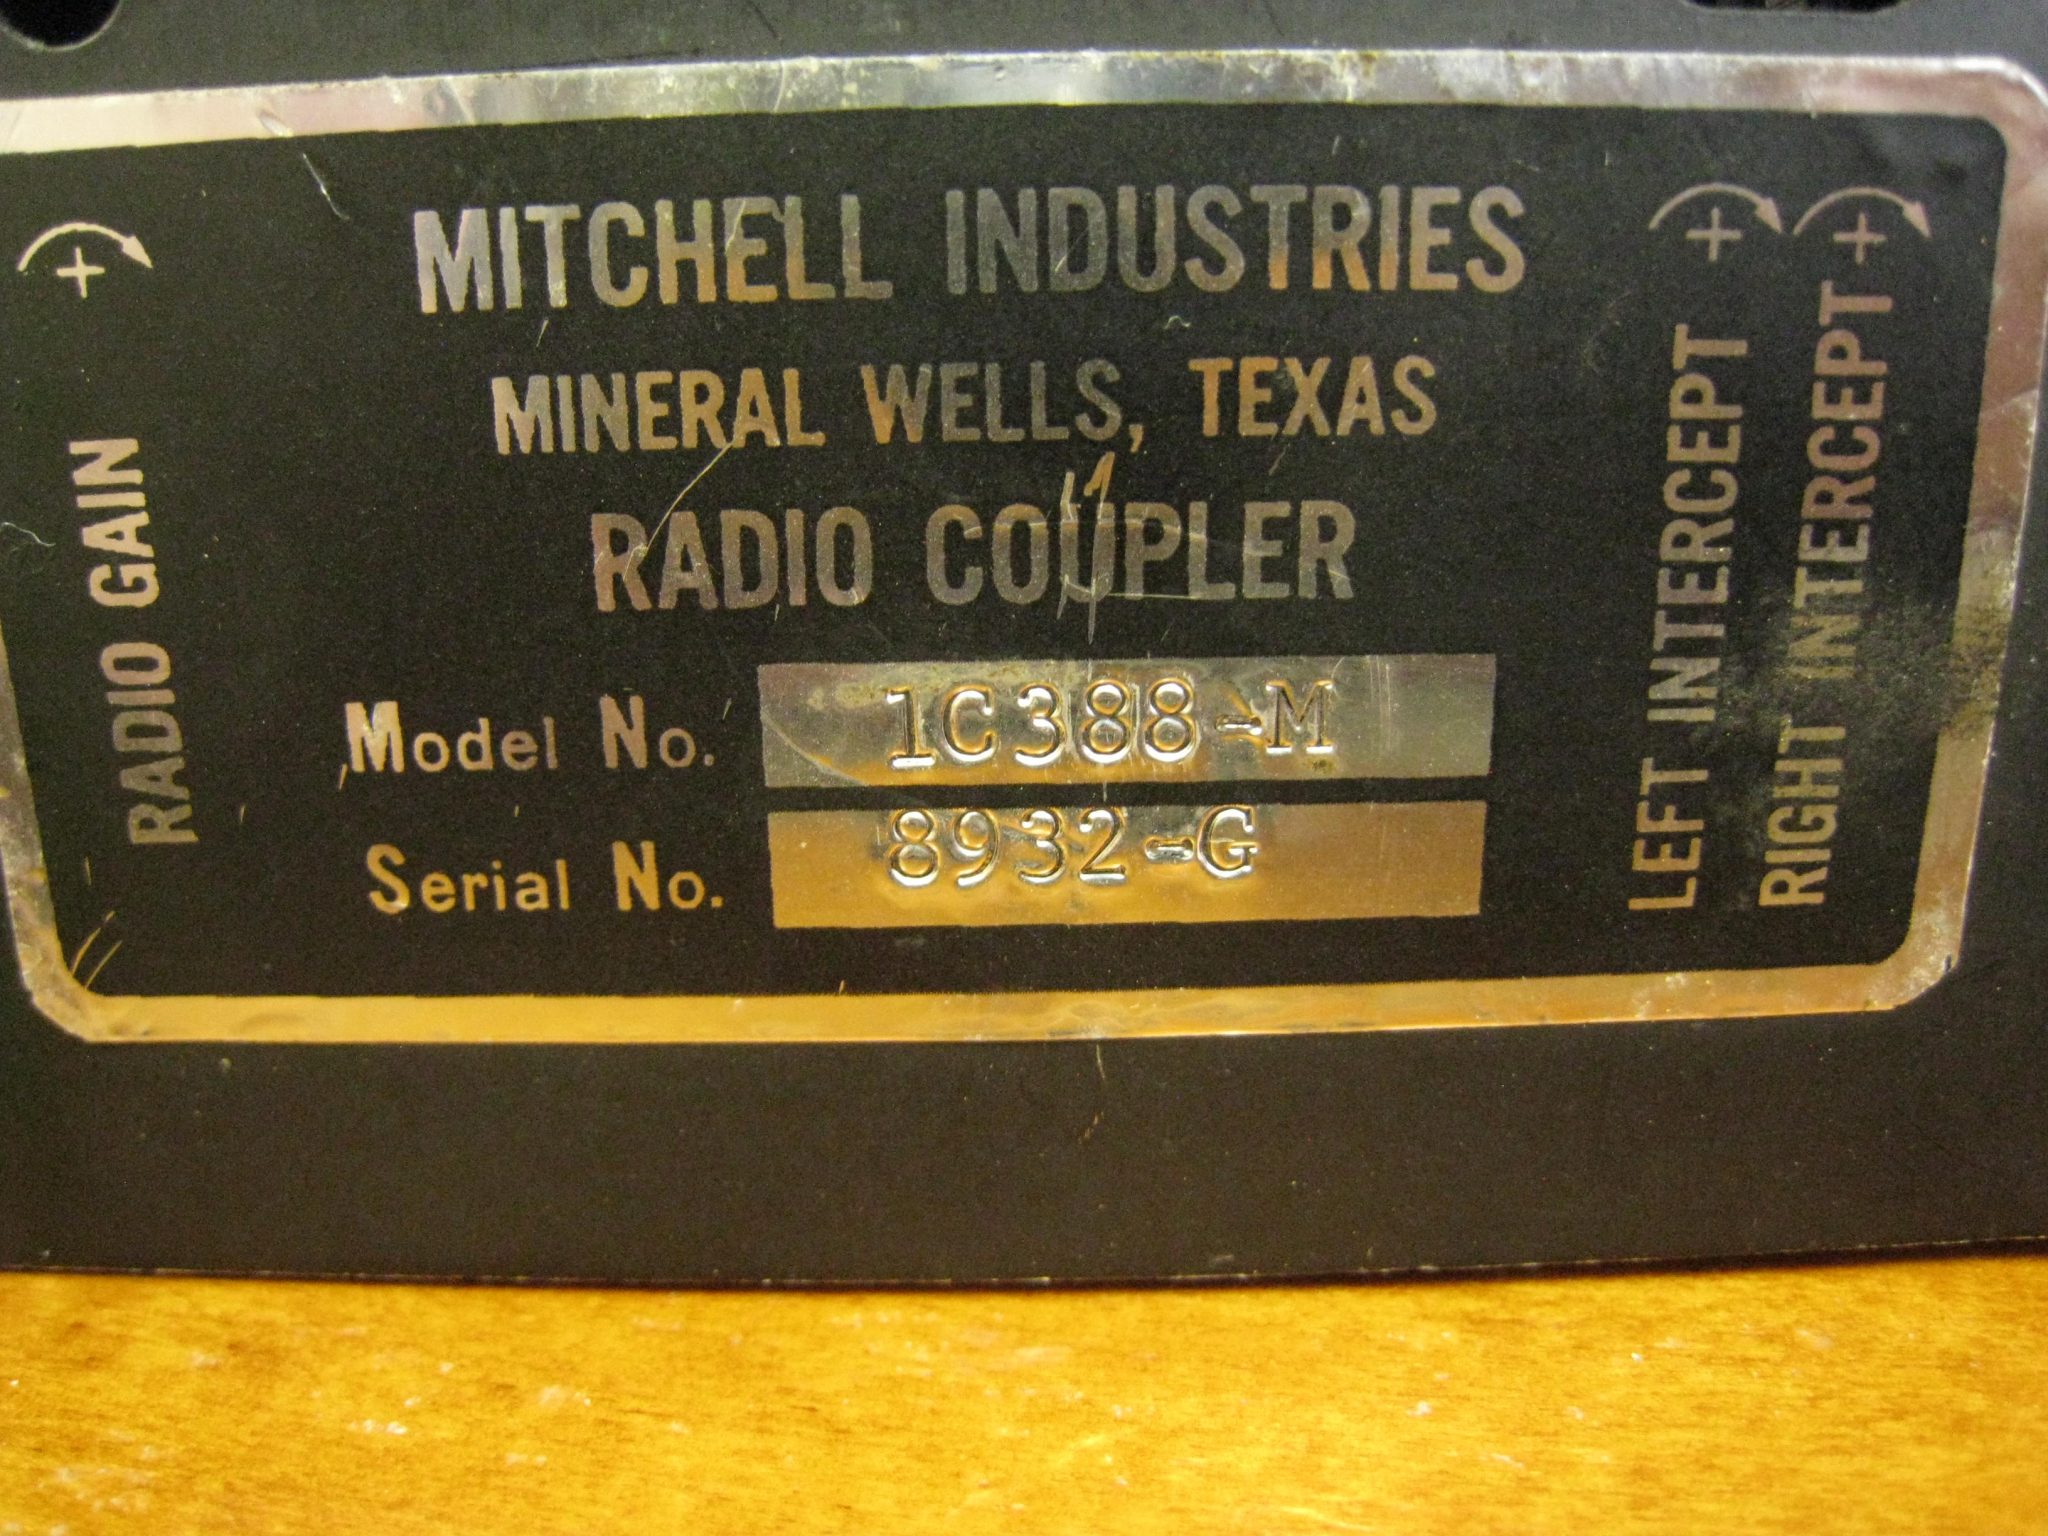 MITCHELL INDUSTRIES
MINERAL WELLS, TEXAS
RADIO COUPLER
Model No. 1C388-M
Serial No. 8932-G
RADIO GAIN +
LEFT INTERCEPT +
RIGHT INTERCEPT +